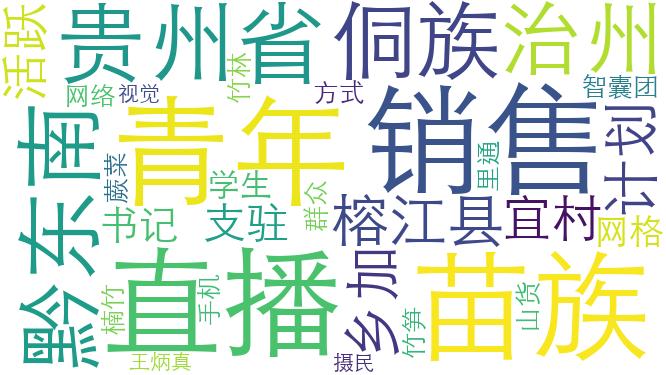 活跃
贵州省
侗族
治州
网络
视觉
竹林
方式
智囊团
黔东南
青年
销售
计划
蕨菜
学生
群众
里通
书记
支驻
榕江县
宜村
网格
直播
乡加
苗族
楠竹
手机
竹笋
山货
王炳真
摄民